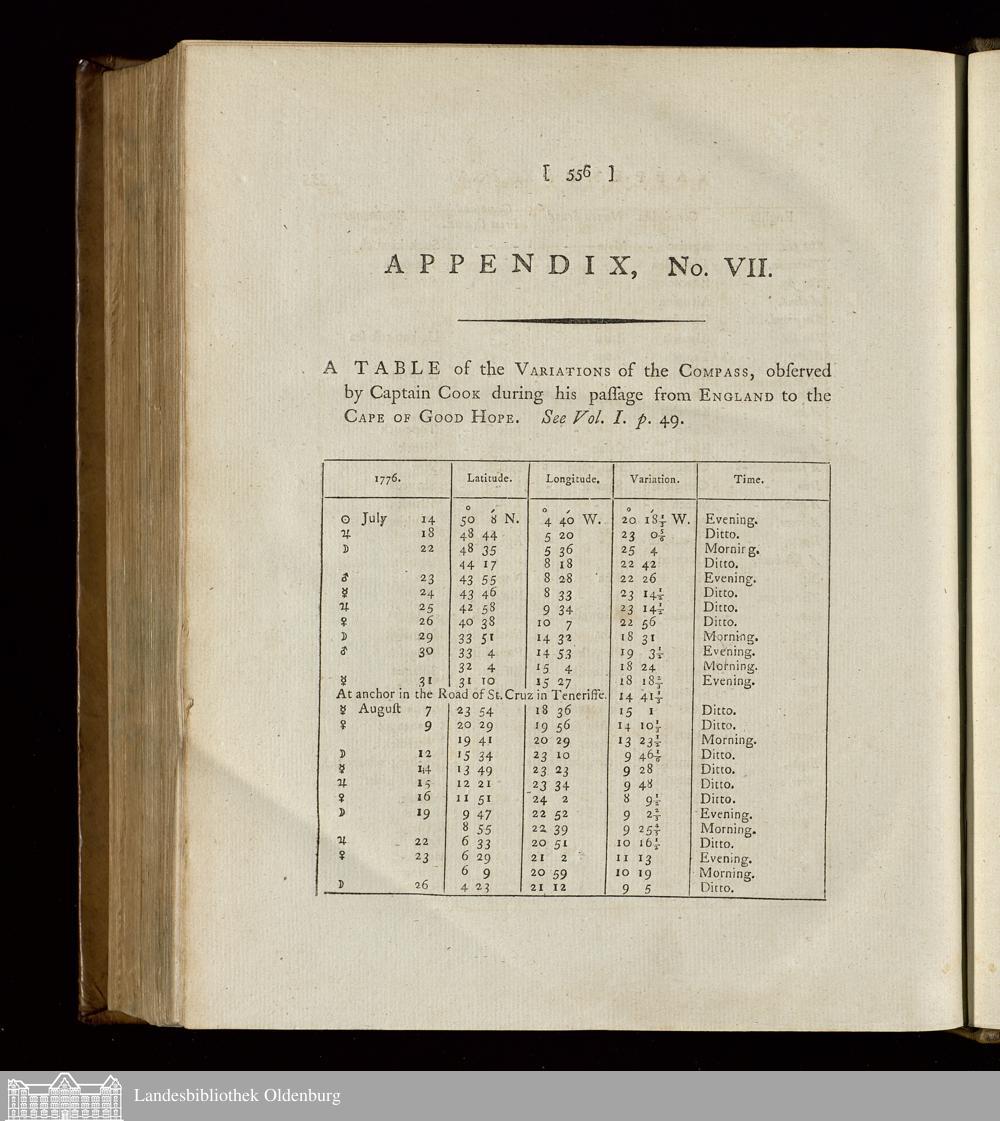 [ 556 ]
APPENDIX, No. VII.
A TABLE of the VARIATIONS of the COMPASS, obſerved
by Captain COOK during his paſſage from ENGLAND to the
CAPE OF GOOD HOPE. See Vol. I. p. 49.
1776. Latitude. Longitude. Variation. Time.
° ′ ° ′ ° ′
☉ July 14 50 8 N. 4 40 W. 20 18½ W. Evening.
♃ 18 48 44 5 20 23 0⅚ Ditto.
☽ 22 48 35 5 36 25 4 Morning.
44 17 8 18 22 42 Ditto.
♂ 23 43 55 8 28 22 26 Evening.
☿ 24 43 46 8 33 23 14½ Ditto.
♃ 25 42 58 9 34 23 14½ Ditto.
♀ 26 40 38 10 7 22 56 Ditto.
☽ 29 33 51 14 32 18 31 Morning.
♂ 30 33 4 14 53 19 3½ Evening.
32 4 15 4 18 24 Morning.
☿ 31 31 10 15 27 18 18⅔ Evening.
At anchor in the Road of St. Cruz in Teneriffe. 14 41⅓
☿ Auguſt 7 23 54 18 36 15 1 Ditto.
♀ 9 20 29 19 56 14 10½ Ditto.
19 41 20 29 13 23½ Morning.
☽ 12 15 34 23 10 9 46⅙ Ditto.
☿ 14 13 49 23 23 9 28 Ditto.
♃ 15 12 21 23 34 9 48 Ditto.
♀ 16 11 51 24 2 8 9½ Ditto.
☽ 19 9 47 22 52 9 2⅔ Evening.
8 55 22 39 9 25⅔ Morning.
♃ 22 6 33 20 51 10 16½ Ditto.
♀ 23 6 29 21 2 11 13 Evening.
6 9 20 59 10 19 Morning.
☽ 26 4 23 21 12 9 5 Ditto.
Landesbibliothek Oldenburg